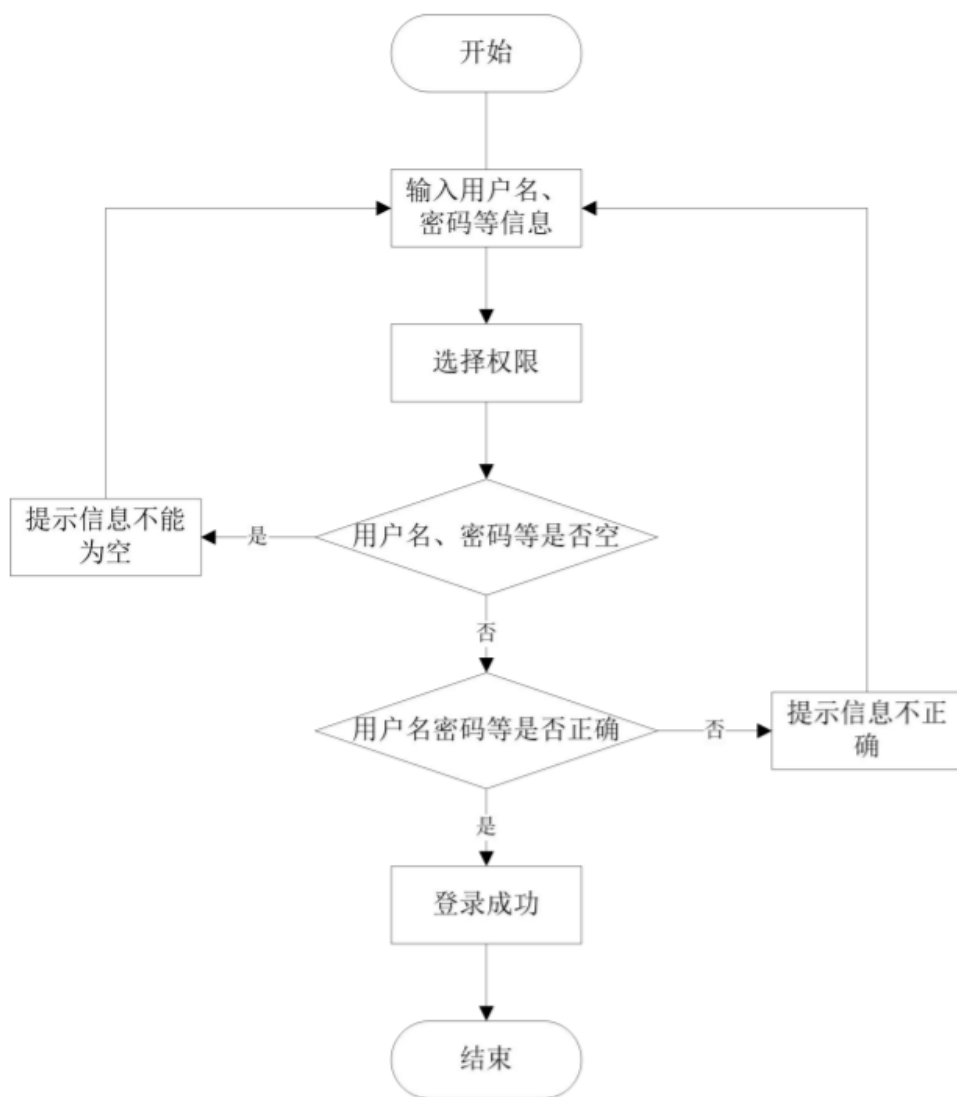 开始
输入用户名、
密码等信息
选择权限
提示信息不能
为空
是
用户名、密码等是否空
否
用户名密码等是否正确
否
提示信息不正
确
是
登录成功
结束